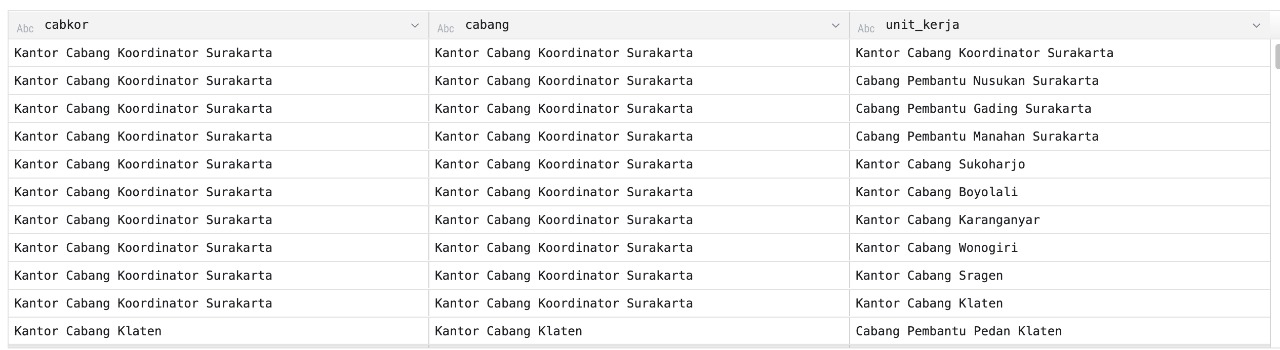 Abc cabkor Abc cabang Abc unit_kerja
Kantor Cabang Koordinator Surakarta Kantor Cabang Koordinator Surakarta Kantor Cabang Koordinator Surakarta
Kantor Cabang Koordinator Surakarta Kantor Cabang Koordinator Surakarta Cabang Pembantu Nusukan Surakarta
Kantor Cabang Koordinator Surakarta Kantor Cabang Koordinator Surakarta Cabang Pembantu Gading Surakarta
Kantor Cabang Koordinator Surakarta Kantor Cabang Koordinator Surakarta Cabang Pembantu Manahan Surakarta
Kantor Cabang Koordinator Surakarta Kantor Cabang Koordinator Surakarta Kantor Cabang Sukoharjo
Kantor Cabang Koordinator Surakarta Kantor Cabang Koordinator Surakarta Kantor Cabang Boyolali
Kantor Cabang Koordinator Surakarta Kantor Cabang Koordinator Surakarta Kantor Cabang Karanganyar
Kantor Cabang Koordinator Surakarta Kantor Cabang Koordinator Surakarta Kantor Cabang Wonogiri
Kantor Cabang Koordinator Surakarta Kantor Cabang Koordinator Surakarta Kantor Cabang Sragen
Kantor Cabang Koordinator Surakarta Kantor Cabang Koordinator Surakarta Kantor Cabang Klaten
Kantor Cabang Klaten Kantor Cabang Klaten Cabang Pembantu Pedan Klaten